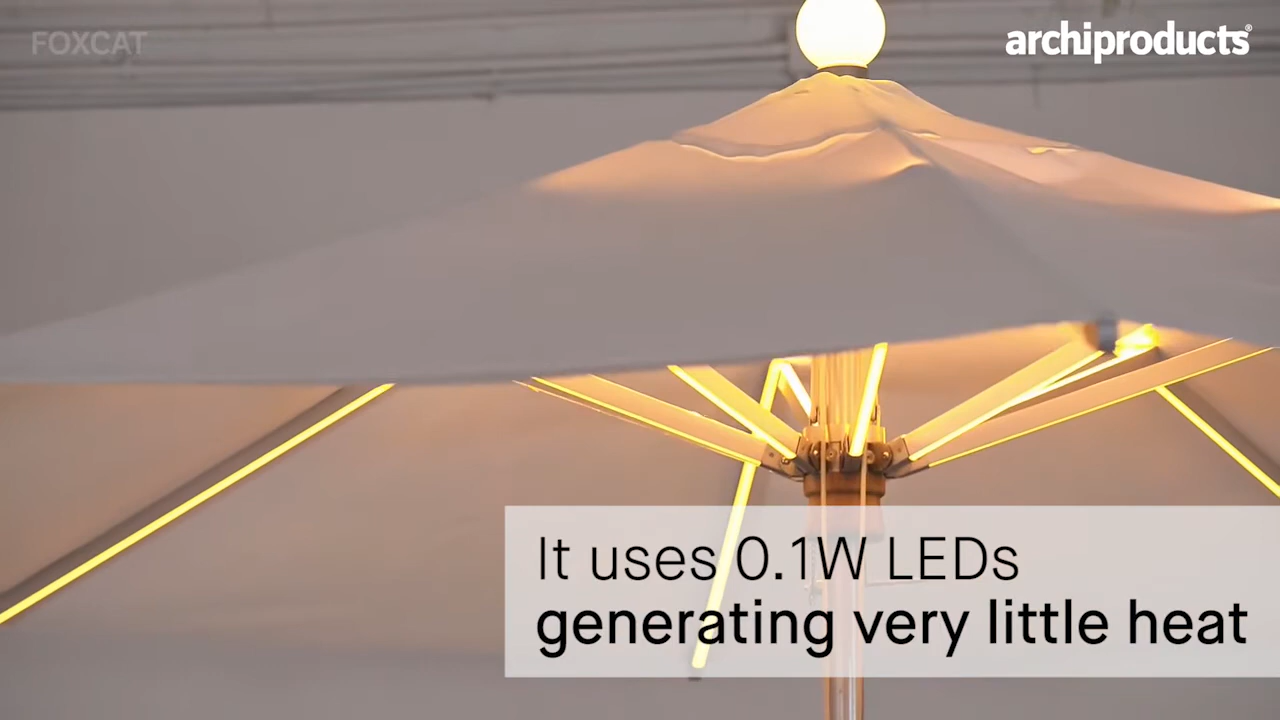 FOXCAT
archiproducts®
It uses 0.1W LEDs
generating very little heat